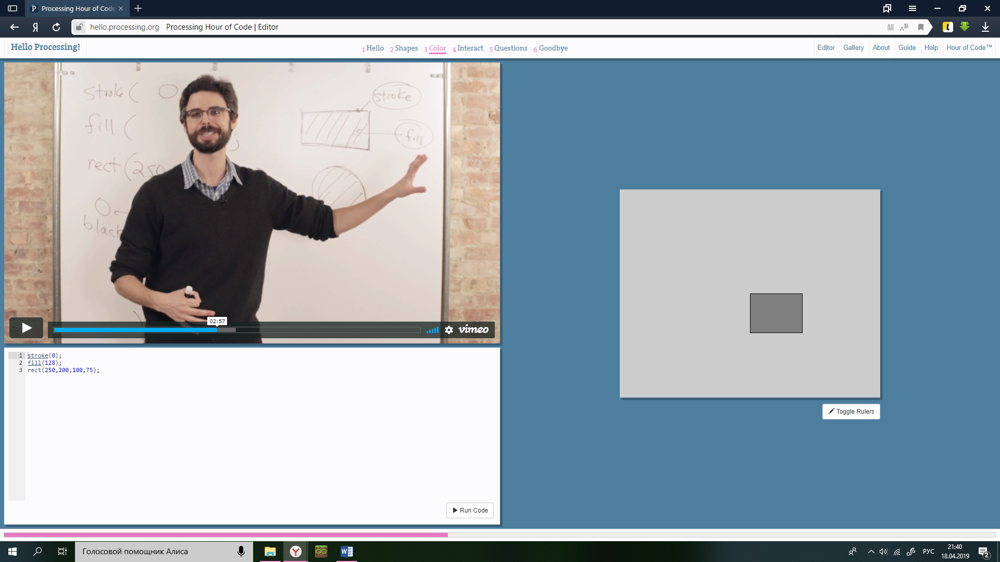 Processing Hour of Code
hello.processing.org Processing Hour of Code | Editor
Hello Processing!
1 Hello 2 Shapes 3 Color 4 Interact 5 Questions 6 Goodbye
Editor Gallery About Guide Help Hour of Code™
stroke( 0
stroke
fill (
fill
rect(250
0
black
02:57
vimeo
1 stroke(0);
2 fill(128);
3 rect(250,200,100,75);
Toggle Rulers
Run Code
Голосовой помощник Алиса
РУС
21:40
18.04.2019
2